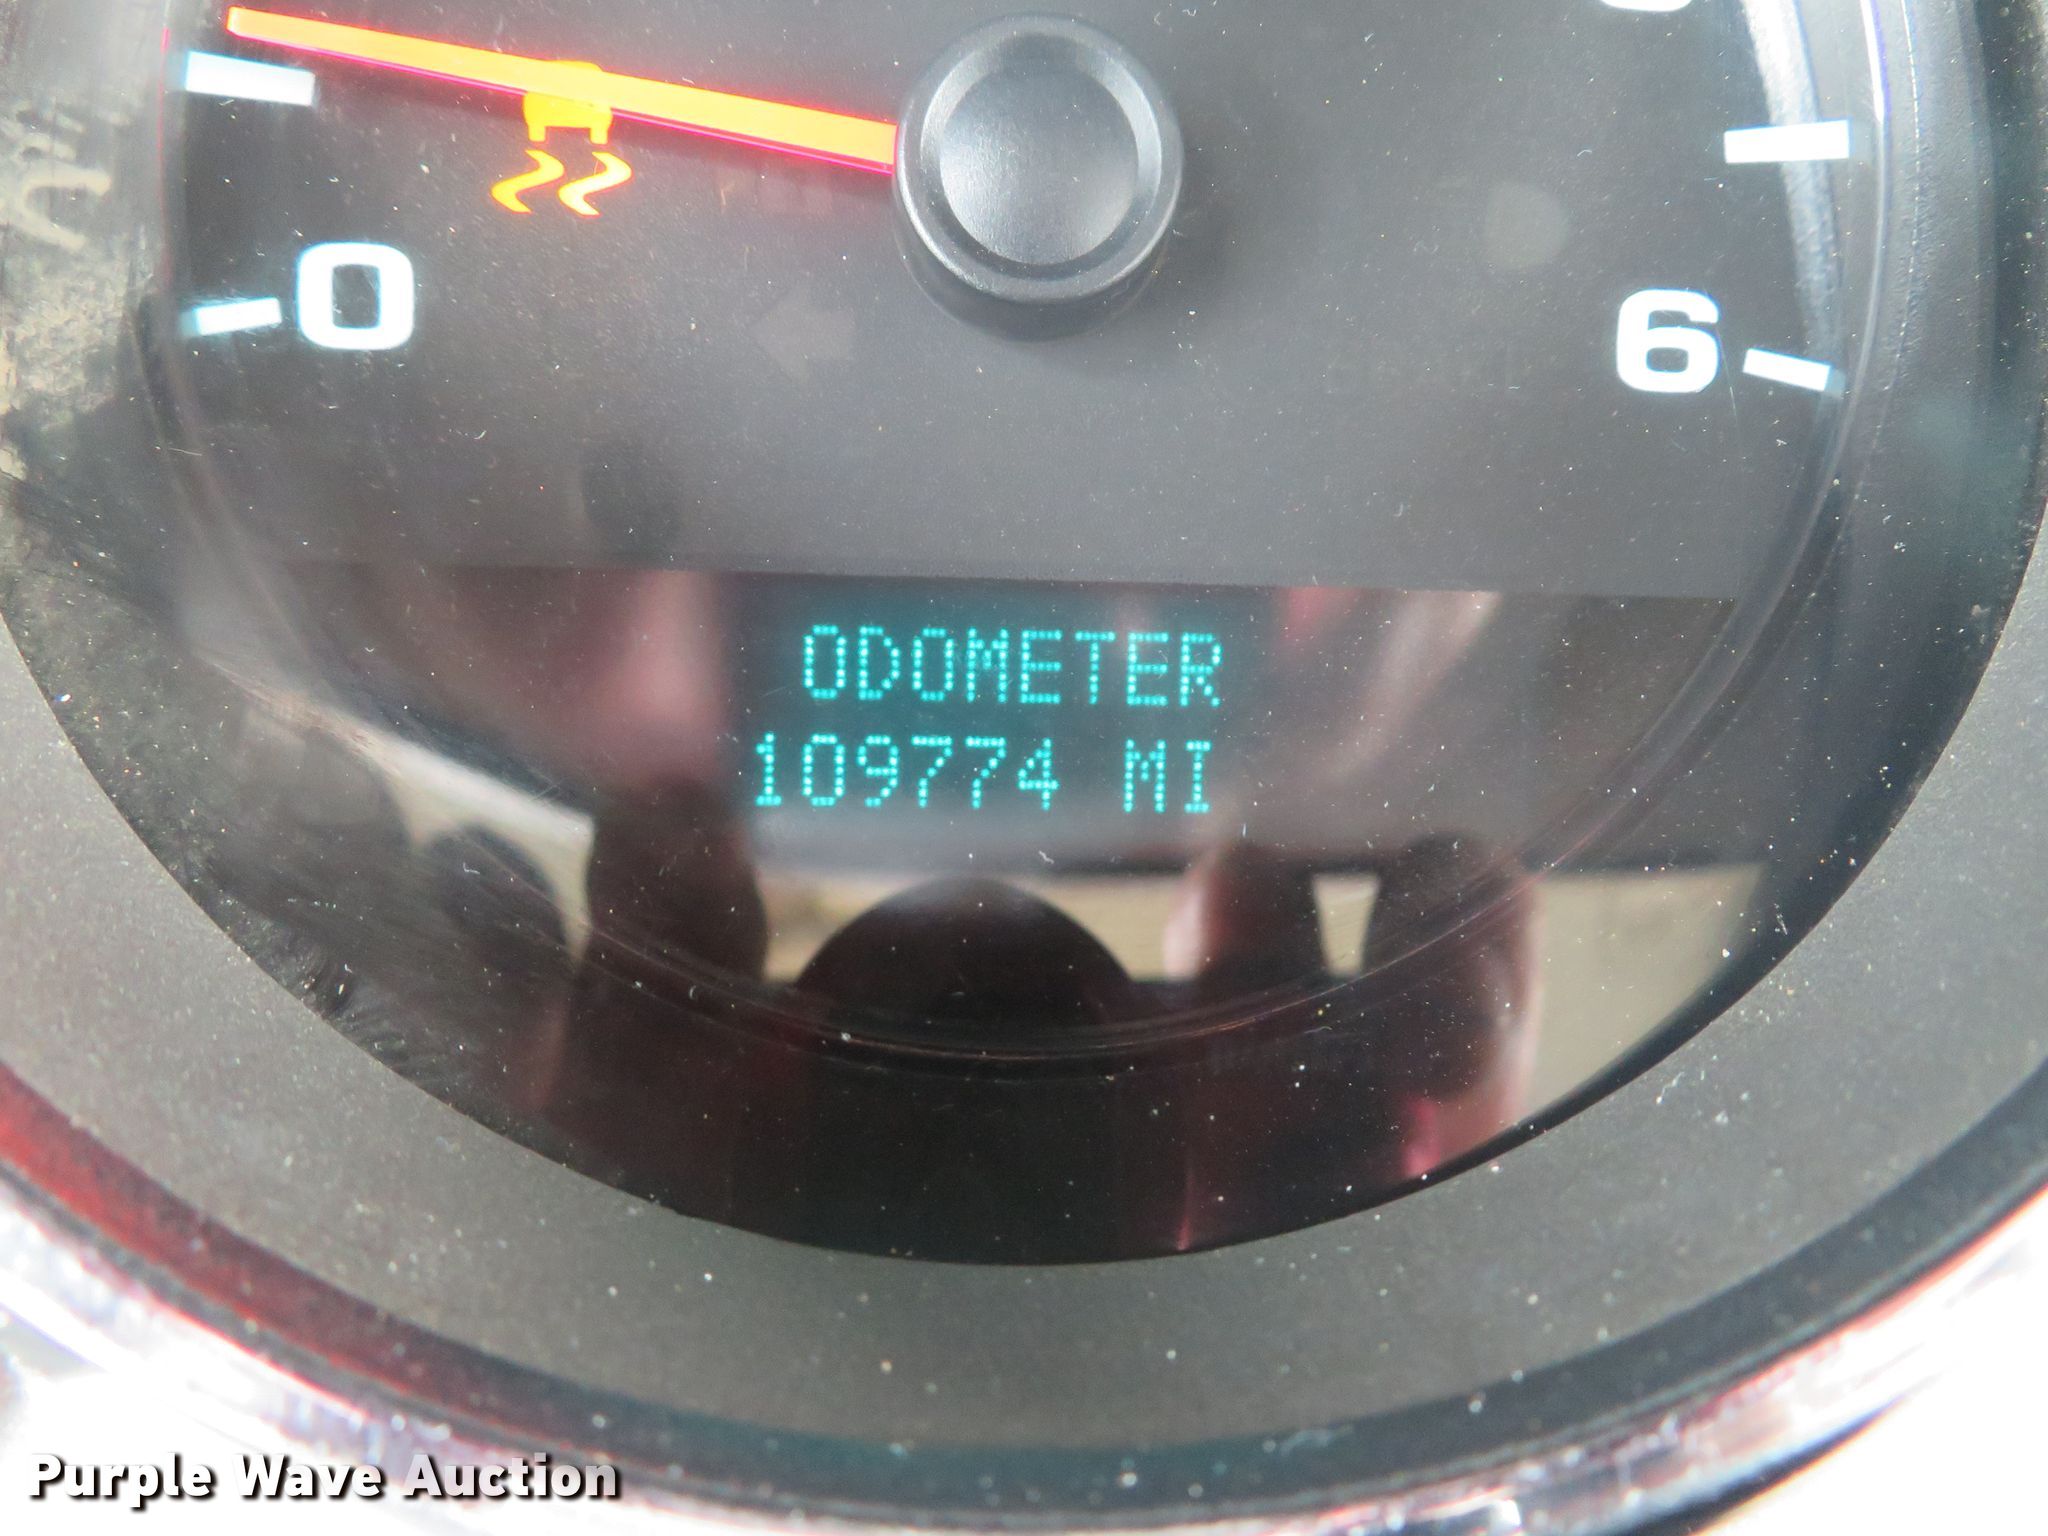 0
6
ODOMETER
109774 MI
Purple Wave Auction